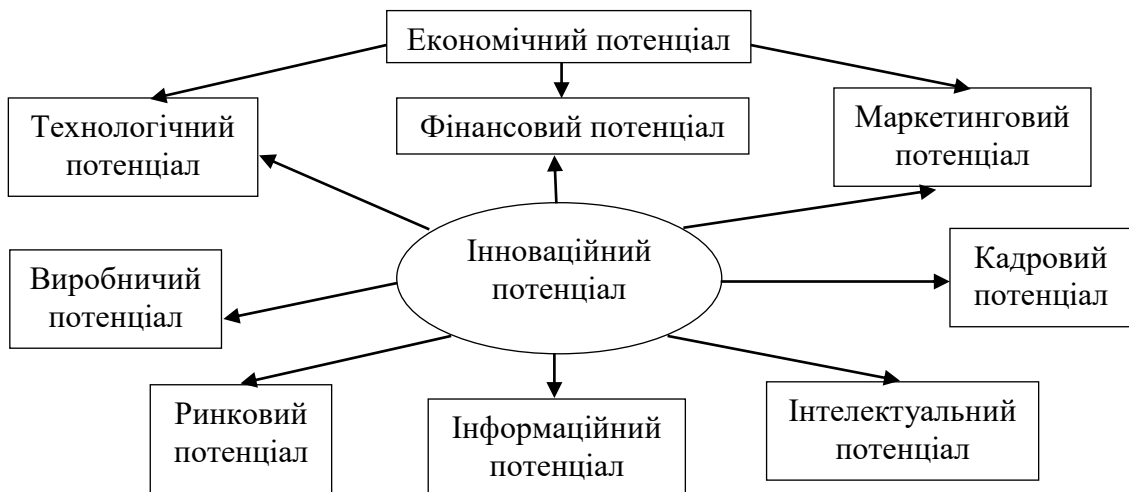 Економічний потенціал
Технологічний
потенціал
Фінансовий потенціал
Маркетинговий
потенціал
Інноваційний
потенціал
Виробничий
потенціал
Кадровий
потенціал
Ринковий
потенціал
Інформаційний
потенціал
Інтелектуальний
потенціал